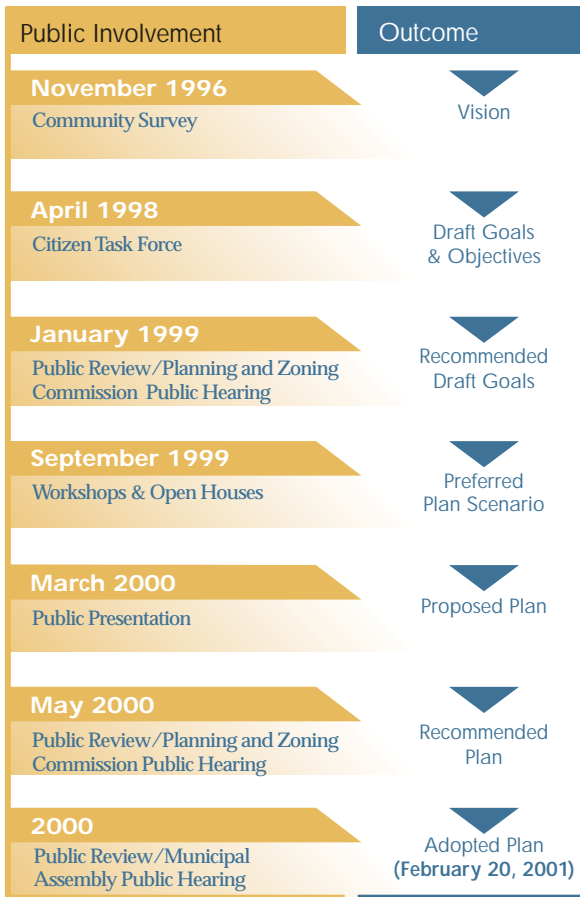 Public Involvement
Outcome
November 1996
Community Survey
Vision
April 1998
Citizen Task Force
Draft Goals
& Objectives
January 1999
Public Review/Planning and Zoning
Commission Public Hearing
Recommended
Draft Goals
September 1999
Workshops & Open Houses
Preferred
Plan Scenario
March 2000
Public Presentation
Proposed Plan
May 2000
Public Review/Planning and Zoning
Commission Public Hearing
Recommended
Plan
2000
Public Review/Municipal
Assembly Public Hearing
Adopted Plan
(February 20, 2001)